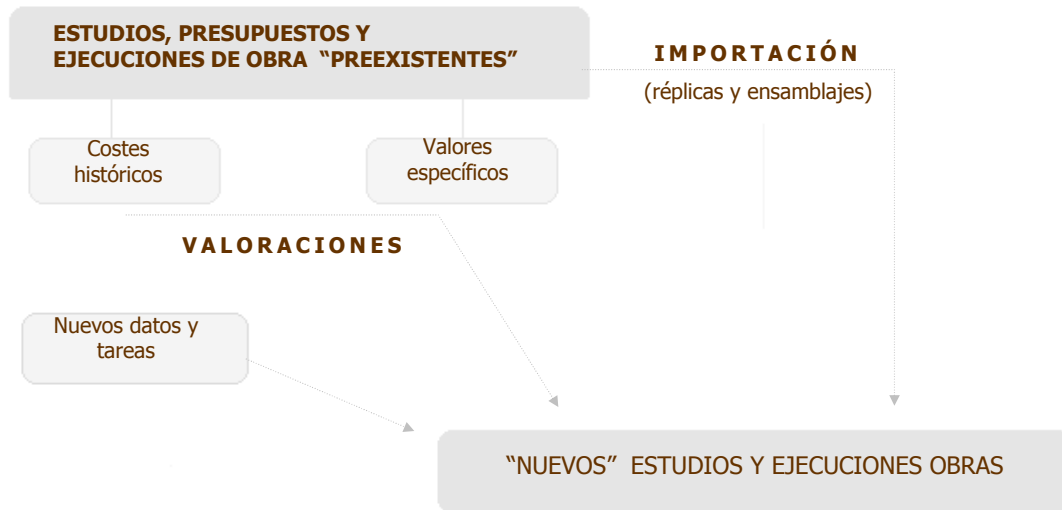 ESTUDIOS, PRESUPUESTOS Y
EJECUCIONES DE OBRA “PREEXISTENTES”
IMPORTACIÓN
(réplicas y ensamblajes)
Costes
históricos
Valores
específicos
VALORACIONES
Nuevos datos y
tareas
“NUEVOS” ESTUDIOS Y EJECUCIONES OBRAS